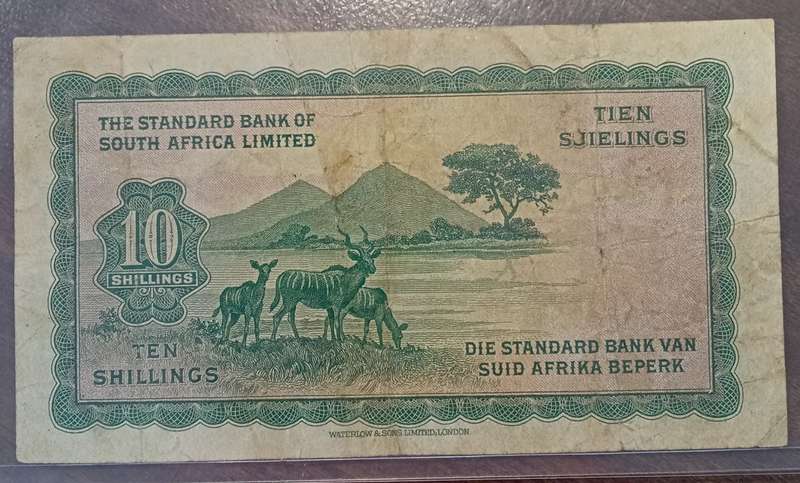 THE STANDARD BANK OF
SOUTH AFRICA LIMITED
TIEN
SJIELINGS
10
SHILLINGS
TEN
SHILLINGS
DIE STANDARD BANK VAN
SUID AFRIKA BEPERK
WATERLOW & SONS LIMITED, LONDON